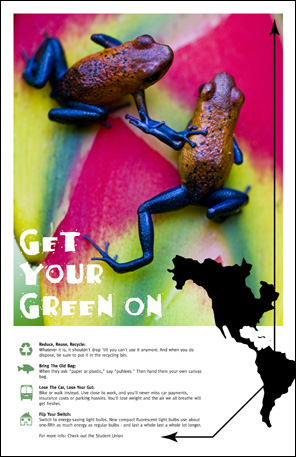 GET
YOUR
GREEN ON
Reduce, Reuse, Recycle:
Whatever it is, it shouldn't drop 'til you can't use it anymore. And when you do
dispose, be sure to put it in the recycling bin.
Bring The Old Bag:
When they ask "paper or plastic," say "puhleez." Then hand them your own canvas
bag.
Lose The Car, Lose Your Gut:
Bike or walk instead. Live close to work, and you'll never miss car payments,
insurance costs or parking hassles. You'll lose weight and the air we all breathe will
get fresher.
Flip Your Switch:
Switch to energy-saving light bulbs. New compact fluorescent light bulbs use about
one-fifth as much energy as regular bulbs - and last a whole last a whole lot longer.
For more info: Check out the Student Union